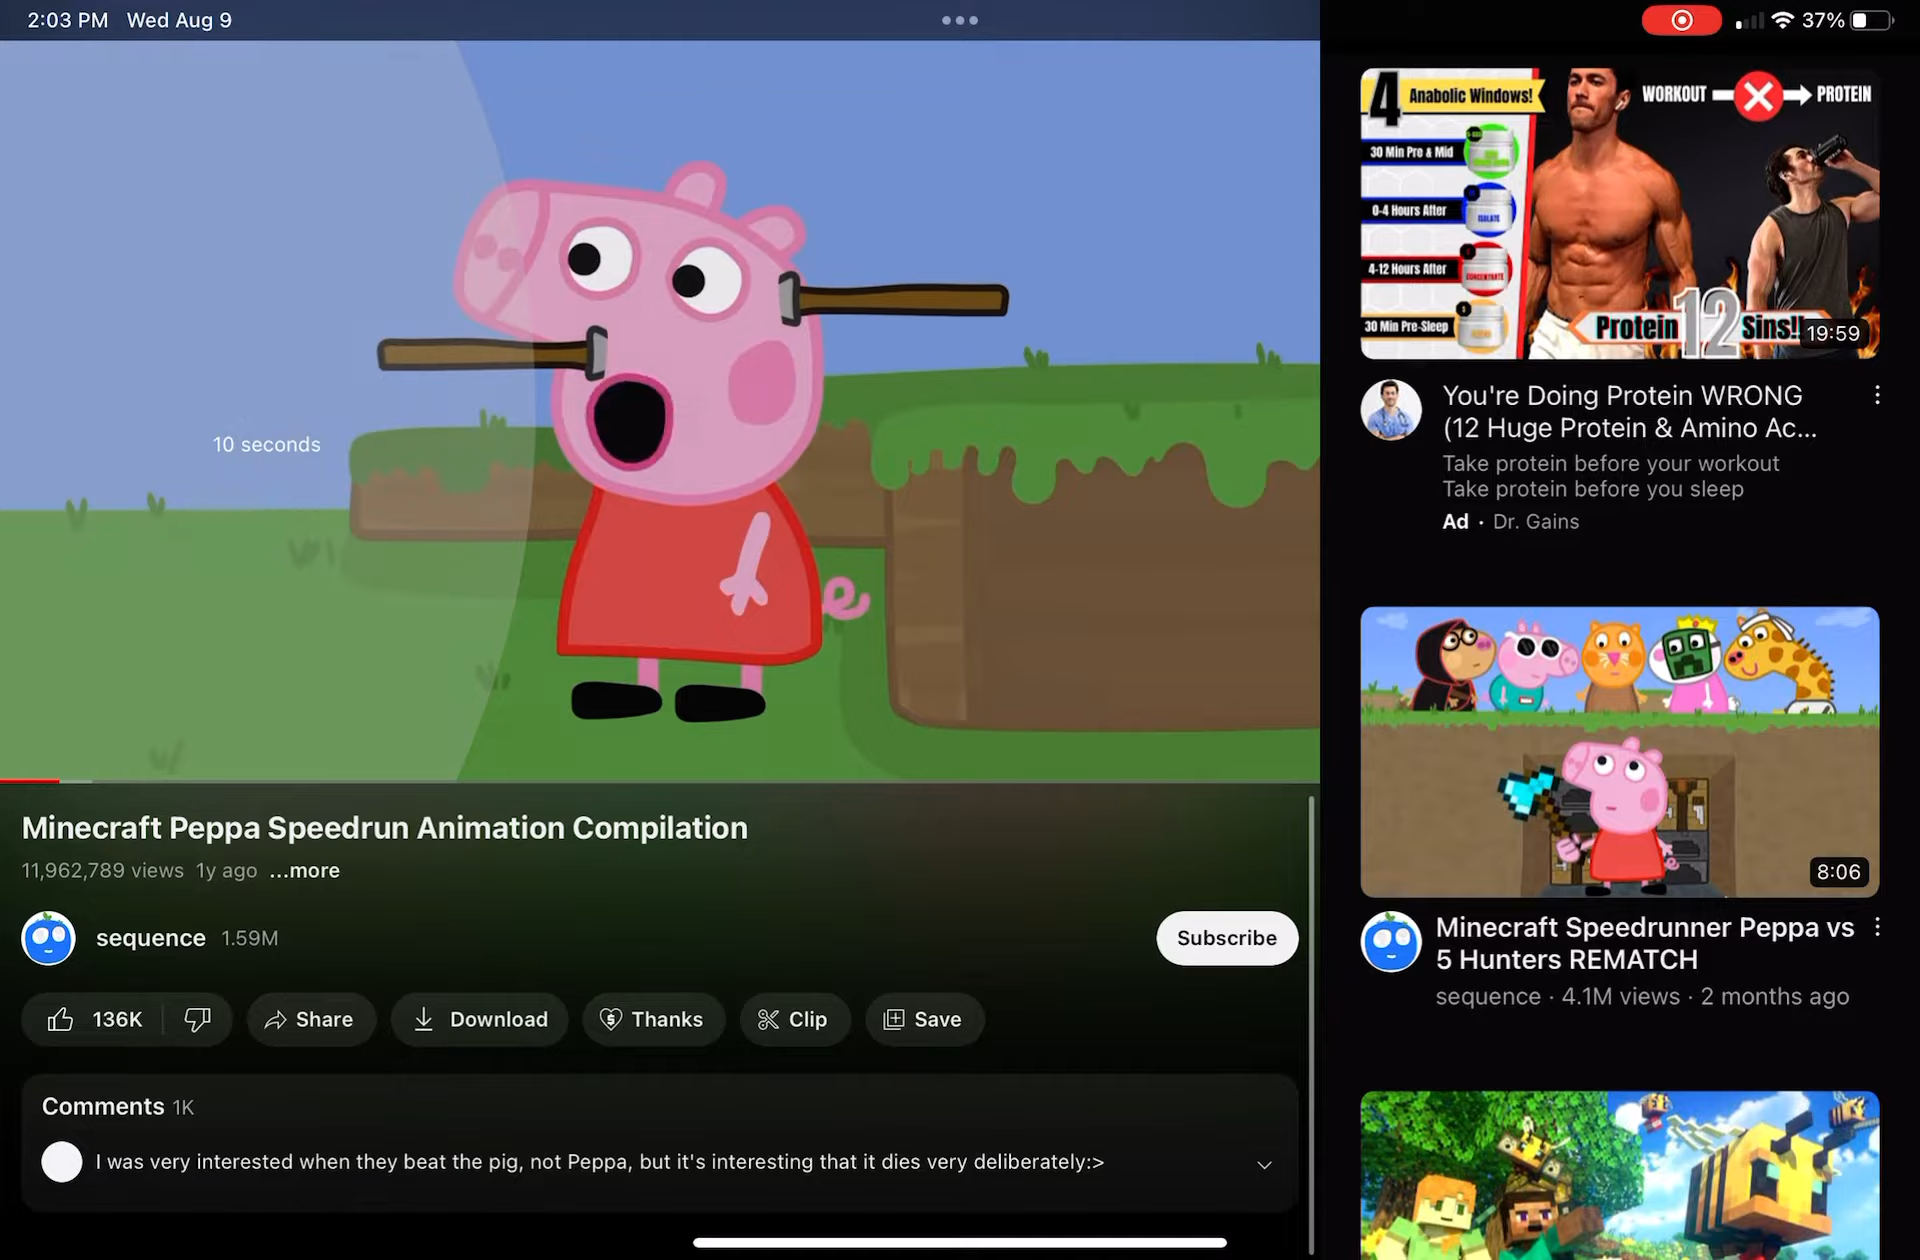 2:03 PM Wed Aug 9
37%
10 seconds
Minecraft Peppa Speedrun Animation Compilation
11,962,789 views 1y ago ...more
sequence 1.59M
Subscribe
136K
Share
Download
Thanks
Clip
Save
Comments 1K
I was very interested when they beat the pig, not Peppa, but it's interesting that it dies very deliberately:>
4 Anabolic Windows!
WORKOUT
PROTEIN
30 Min Pre & Mid
0-4 Hours After
ISOLATE
4-12 Hours After
CONCENTRATE
30 Min Pre-Sleep
Protein 12 Sins!!
19:59
You're Doing Protein WRONG
(12 Huge Protein & Amino Ac...
Take protein before your workout
Take protein before you sleep
Ad · Dr. Gains
8:06
Minecraft Speedrunner Peppa vs
5 Hunters REMATCH
sequence · 4.1M views · 2 months ago